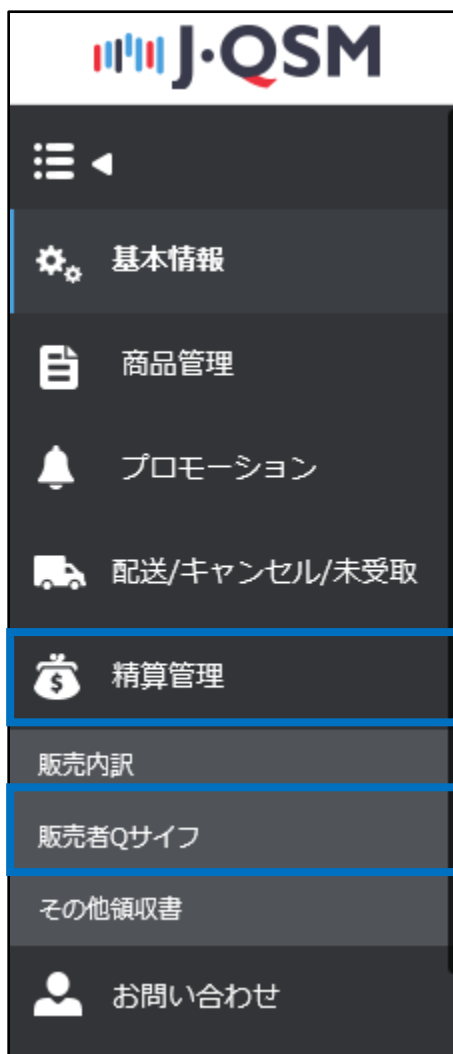 J·QSM
基本情報
商品管理
プロモーション
配送/キャンセル/未受取
精算管理
販売内訳
販売者Qサイフ
その他領収書
お問い合わせ